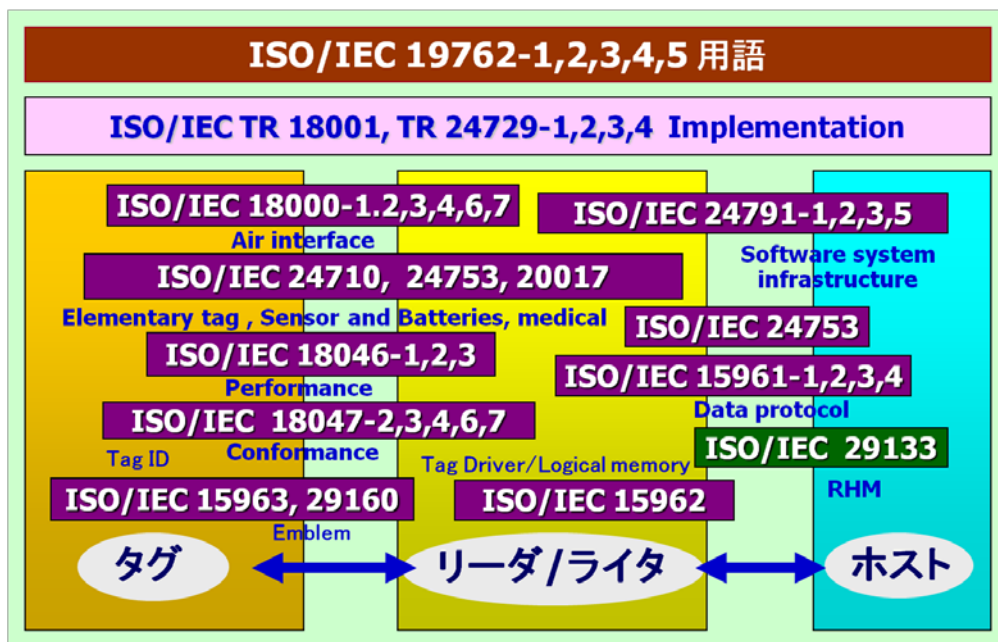 ISO/IEC 19762-1,2,3,4,5 用語
ISO/IEC TR 18001, TR 24729-1,2,3,4 Implementation
ISO/IEC 18000-1.2,3,4,6,7
Air interface
ISO/IEC 24791-1,2,3,5
Software system
infrastructure
ISO/IEC 24710, 24753, 20017
Elementary tag , Sensor and Batteries, medical
ISO/IEC 24753
ISO/IEC 18046-1,2,3
Performance
ISO/IEC 15961-1,2,3,4
Data protocol
ISO/IEC 18047-2,3,4,6,7
Conformance
ISO/IEC 29133
RHM
Tag ID
ISO/IEC 15963, 29160
Emblem
Tag Driver/Logical memory
ISO/IEC 15962
タグ
リーダ/ライタ
ホスト